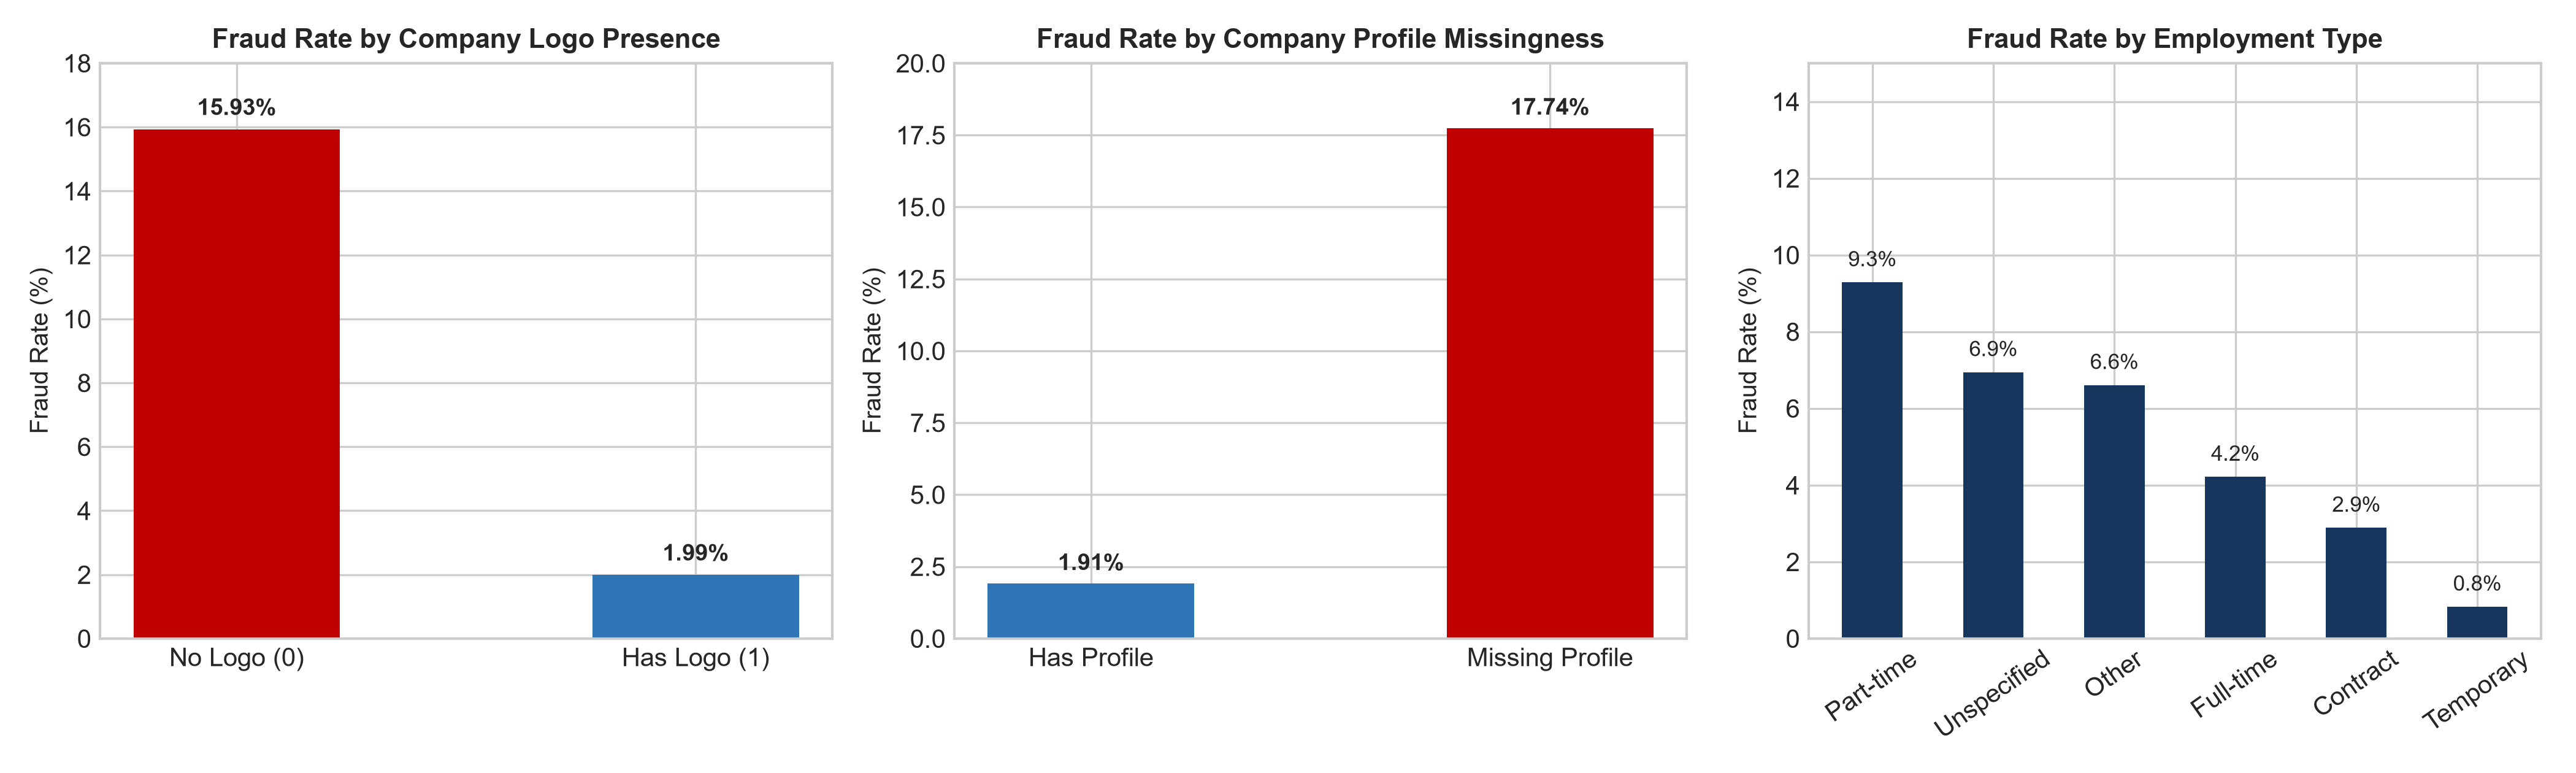 Fraud Rate by Company Logo Presence
Fraud Rate (%)
18
16
14
12
10
8
6
4
2
0
15.93%
1.99%
No Logo (0)
Has Logo (1)
Fraud Rate by Company Profile Missingness
Fraud Rate (%)
20.0
17.5
15.0
12.5
10.0
7.5
5.0
2.5
0.0
1.91%
17.74%
Has Profile
Missing Profile
Fraud Rate by Employment Type
Fraud Rate (%)
14
12
10
8
6
4
2
0
9.3%
6.9%
6.6%
4.2%
2.9%
0.8%
Part-time
Unspecified
Other
Full-time
Contract
Temporary